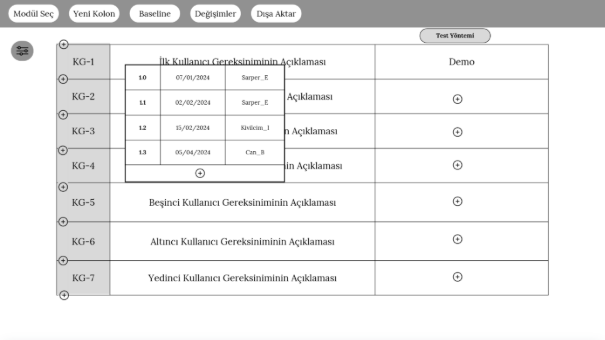 Modül Seç Yeni Kolon Baseline Değişimler Dışa Aktar
Test Yöntemi
KG-1 İlk Kullanıcı Gereksiniminin Açıklaması Demo
1.0 07/01/2024 Sarper_E
KG-2 Açıklaması
1.1 02/02/2024 Sarper_E
KG-3 n Açıklaması
1.2 15/02/2024 Kivilcim_I
1.3 05/04/2024 Can_B
KG-4 nin Açıklaması
KG-5 Beşinci Kullanıcı Gereksiniminin Açıklaması
KG-6 Altıncı Kullanıcı Gereksiniminin Açıklaması
KG-7 Yedinci Kullanıcı Gereksiniminin Açıklaması